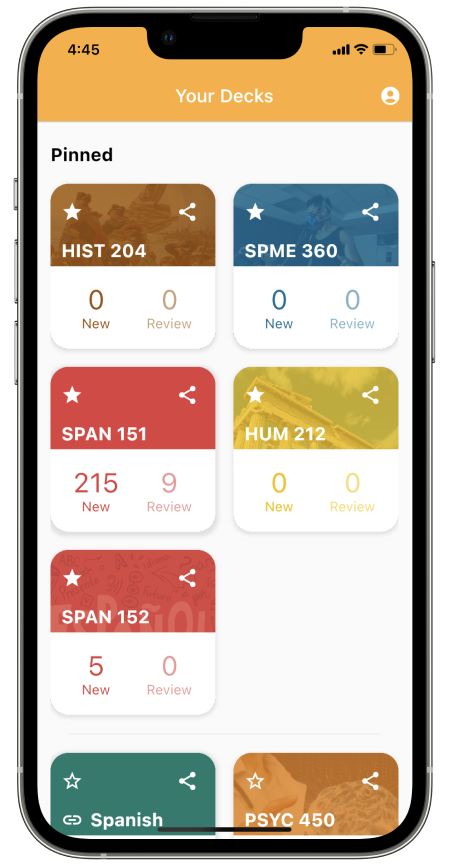 4:45
Your Decks
Pinned
HIST 204
SPME 360
0 0
New Review
0 0
New Review
SPAN 151
HUM 212
215 9
New Review
0 0
New Review
ESPAÑOL
SPAN 152
5 0
New Review
Spanish
PSYC 450